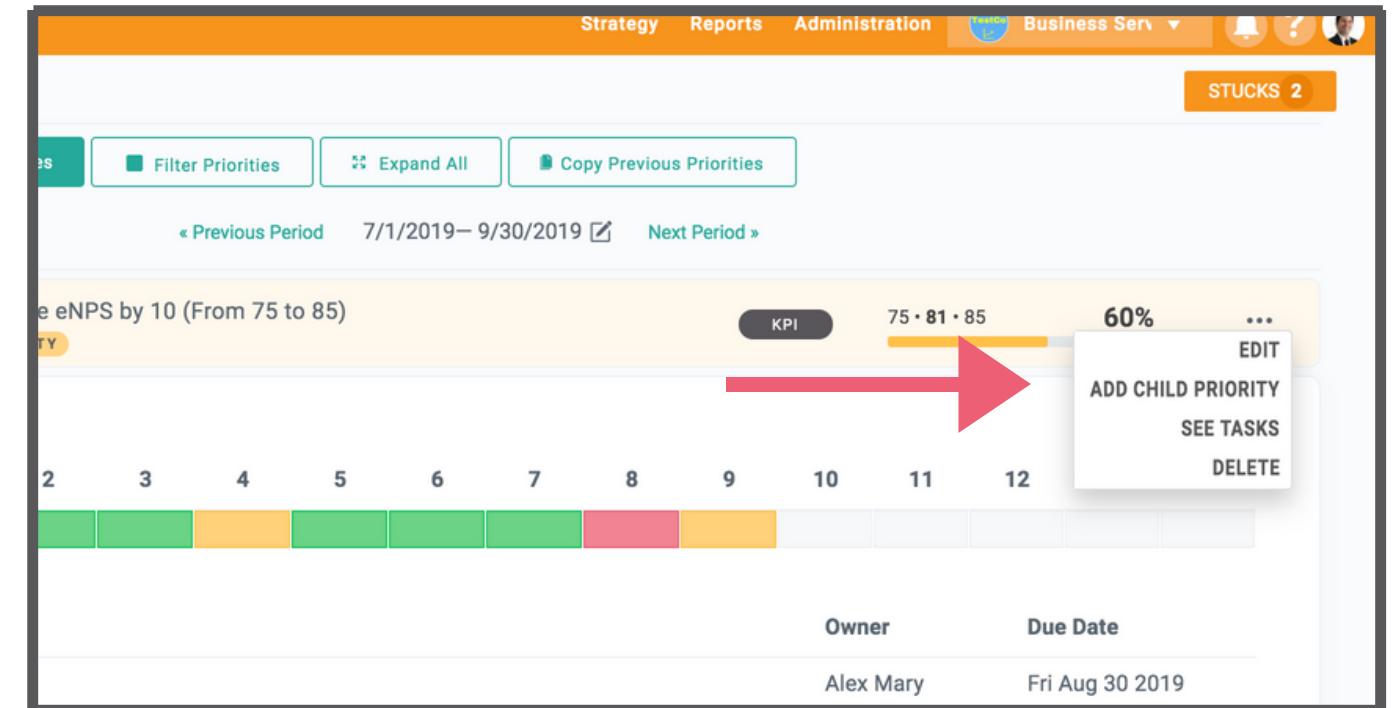 Strategy Reports Administration TestCo Business Serv
STUCKS 2
es Filter Priorities Expand All Copy Previous Priorities
« Previous Period 7/1/2019— 9/30/2019 Next Period »
e eNPS by 10 (From 75 to 85) KPI 75 • 81 • 85 60% •••
TY
EDIT
ADD CHILD PRIORITY
SEE TASKS
DELETE
2 3 4 5 6 7 8 9 10 11 12
Owner Due Date
Alex Mary Fri Aug 30 2019